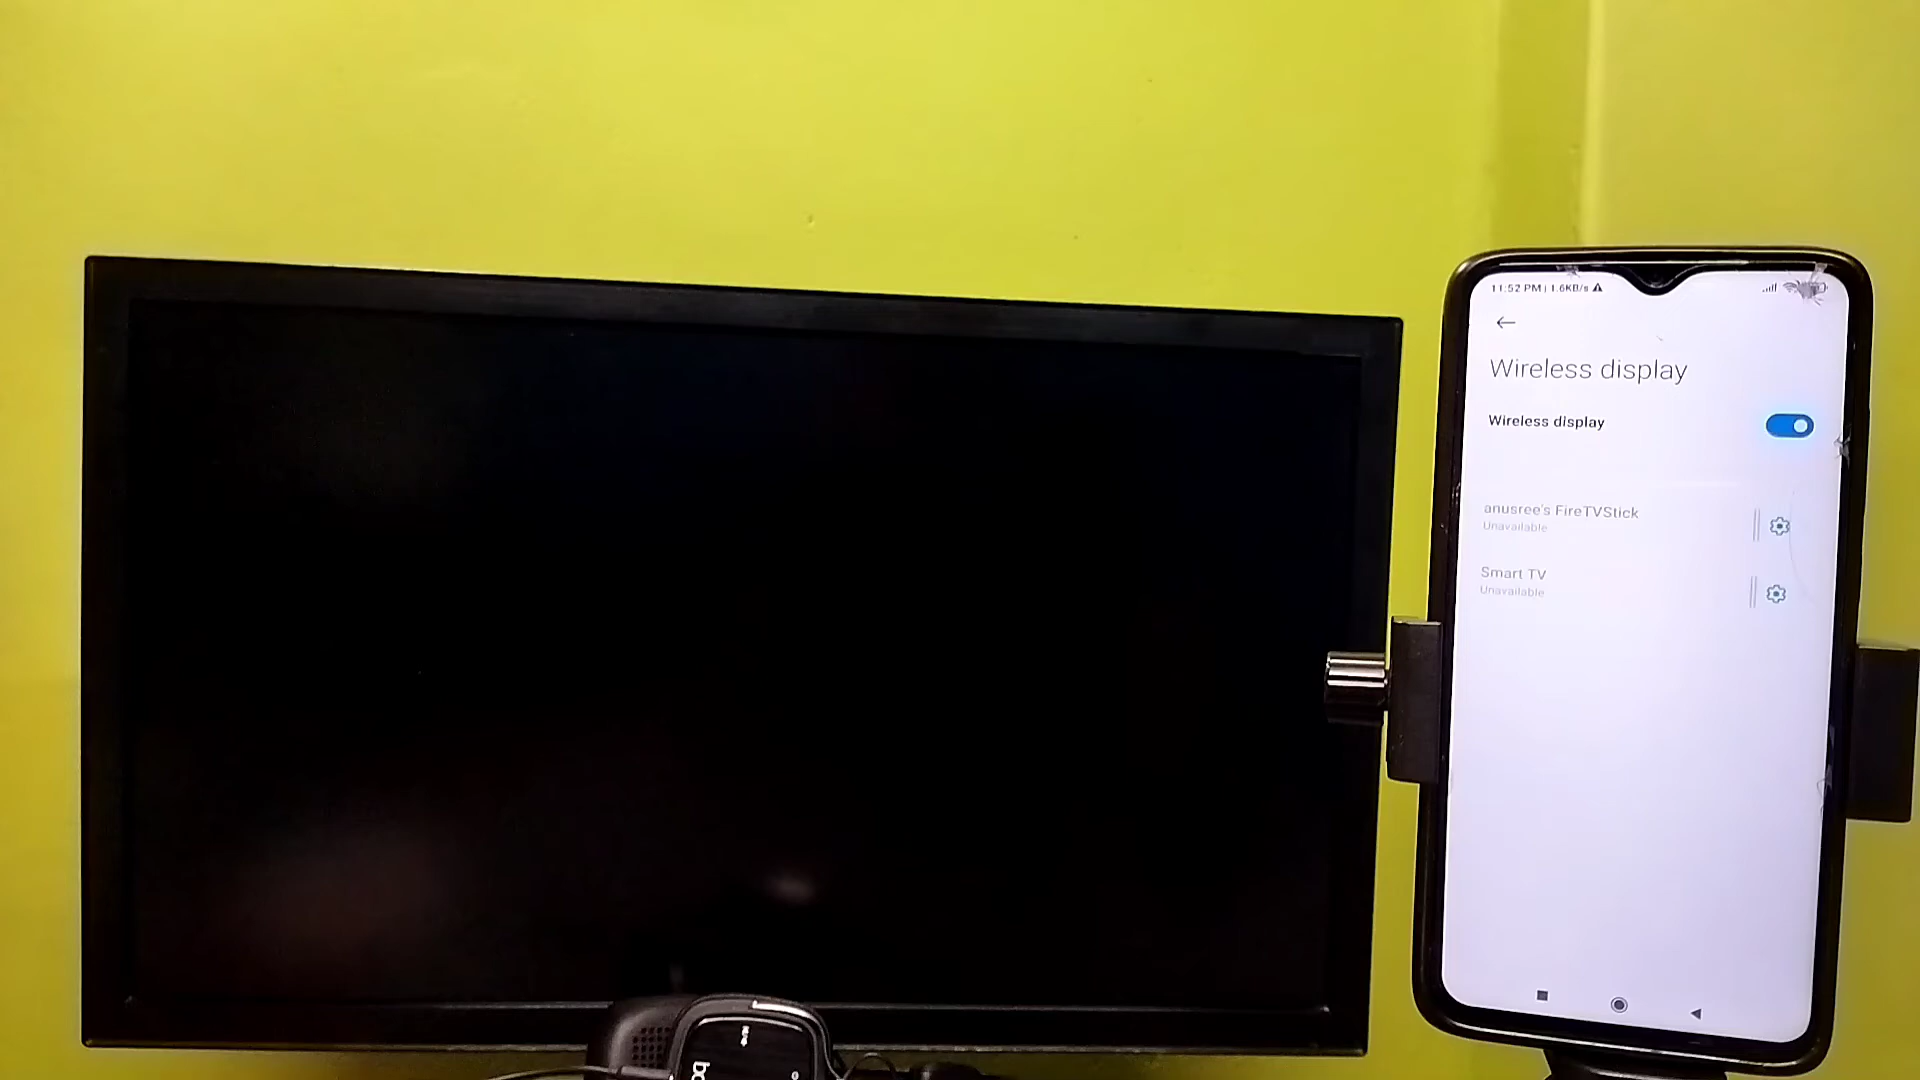 11:52 PM | 1.6KB/s
Wireless display
Wireless display
anusree's FireTVStick
Unavailable
Smart TV
Unavailable